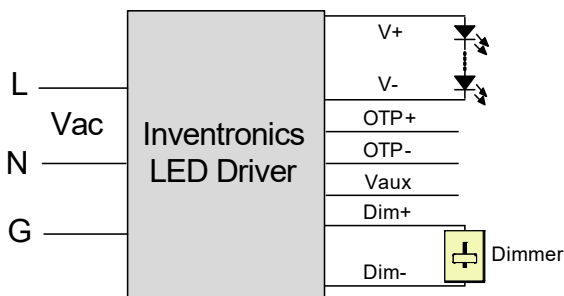 L
Vac
N
G
Inventronics
LED Driver
V+
V-
OTP+
OTP-
Vaux
Dim+
Dim-
Dimmer